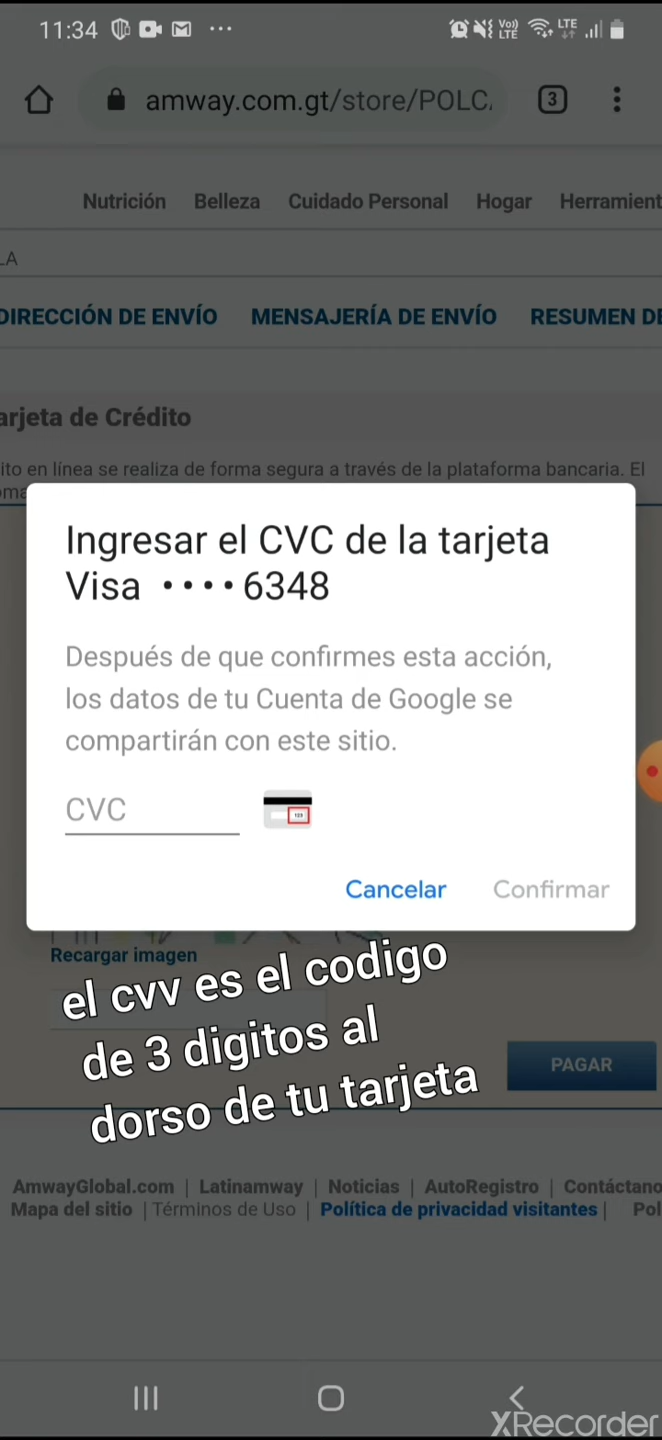 11:34
LTE
amway.com.gt/store/POLC
3
Nutrición Belleza Cuidado Personal Hogar Herramient
LA
DIRECCIÓN DE ENVÍO MENSAJERÍA DE ENVÍO RESUMEN DE
arjeta de Crédito
ito en línea se realiza de forma segura a través de la plataforma bancaria. El
oma
Ingresar el CVC de la tarjeta
Visa •••• 6348
Después de que confirmes esta acción,
los datos de tu Cuenta de Google se
compartirán con este sitio.
CVC
123
Cancelar Confirmar
Recargar imagen
el cvv es el codigo
de 3 digitos al
dorso de tu tarjeta
PAGAR
AmwayGlobal.com | Latinamway | Noticias | AutoRegistro | Contáctano
Mapa del sitio | Términos de Uso | Política de privacidad visitantes | Pol
XRecorder